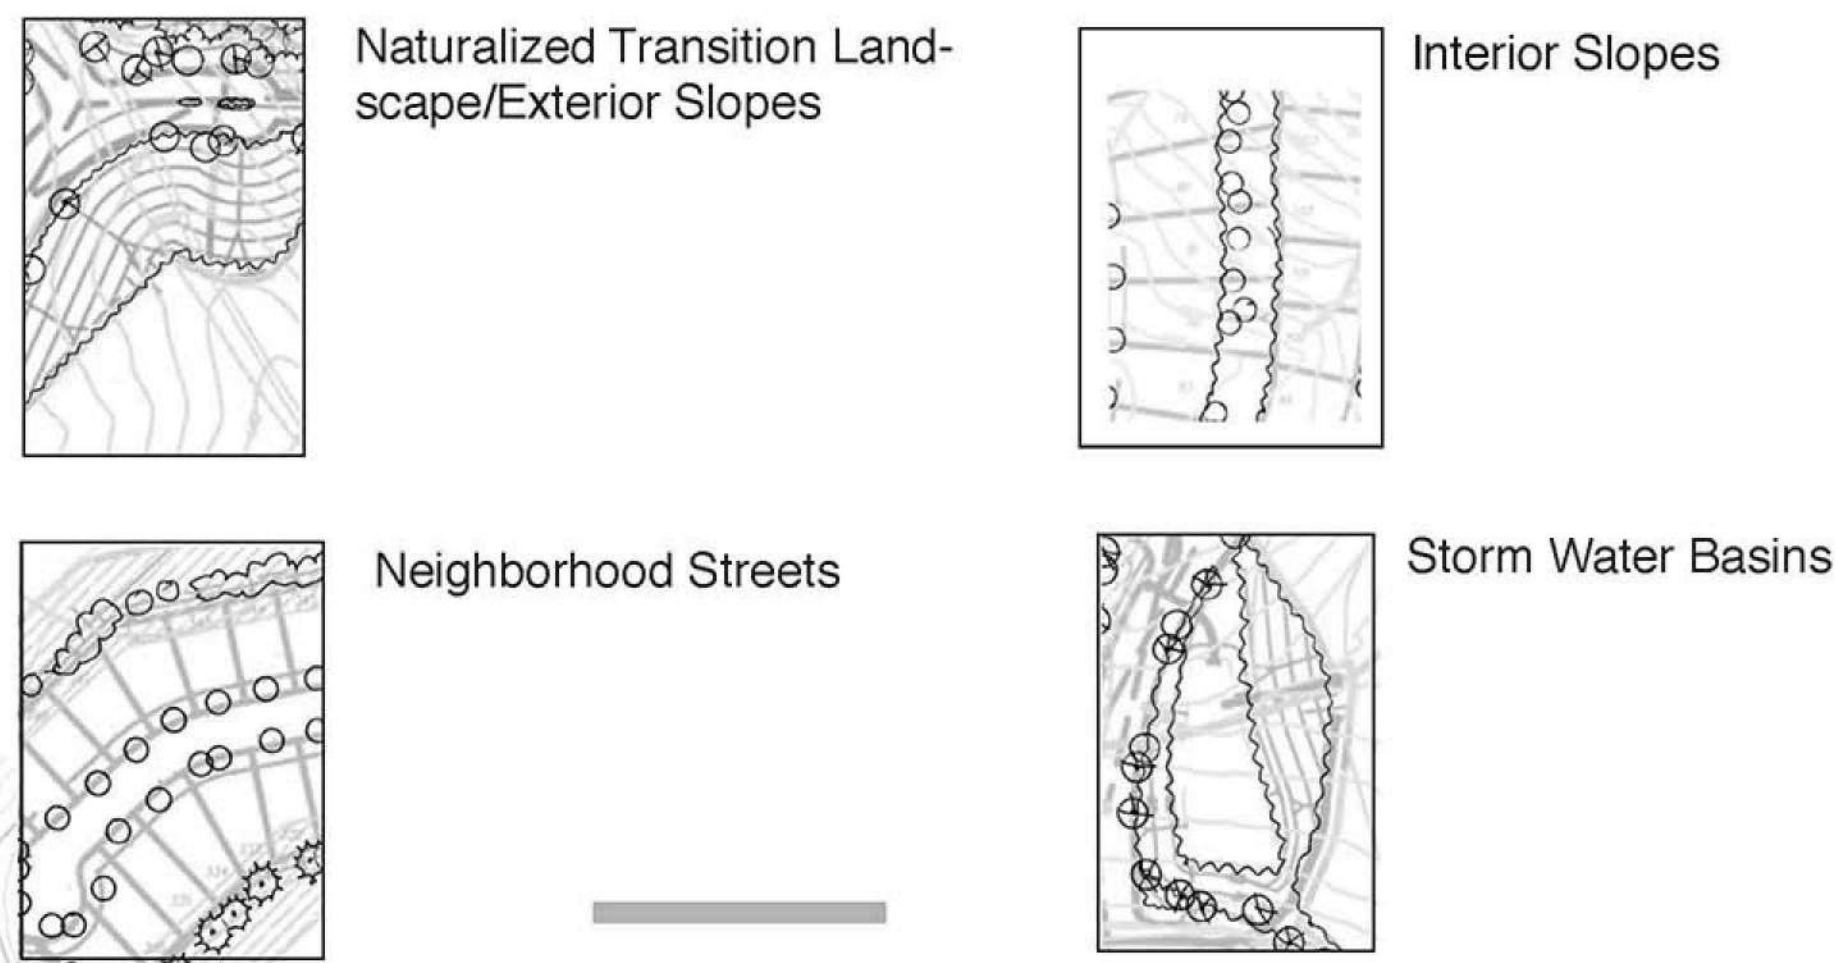 Naturalized Transition Land-
scape/Exterior Slopes
Interior Slopes
Neighborhood Streets
Storm Water Basins